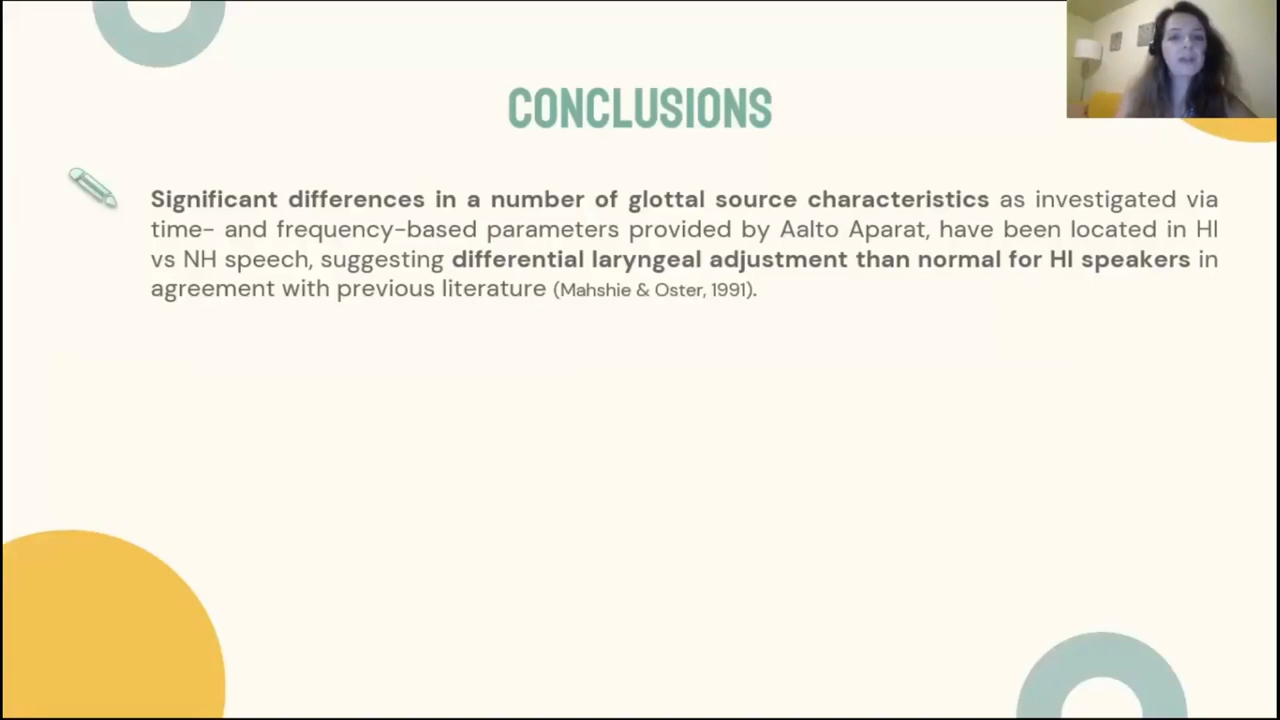 CONCLUSIONS
Significant differences in a number of glottal source characteristics as investigated via
time- and frequency-based parameters provided by Aalto Aparat, have been located in HI
vs NH speech, suggesting differential laryngeal adjustment than normal for HI speakers in
agreement with previous literature (Mahshie & Oster, 1991).